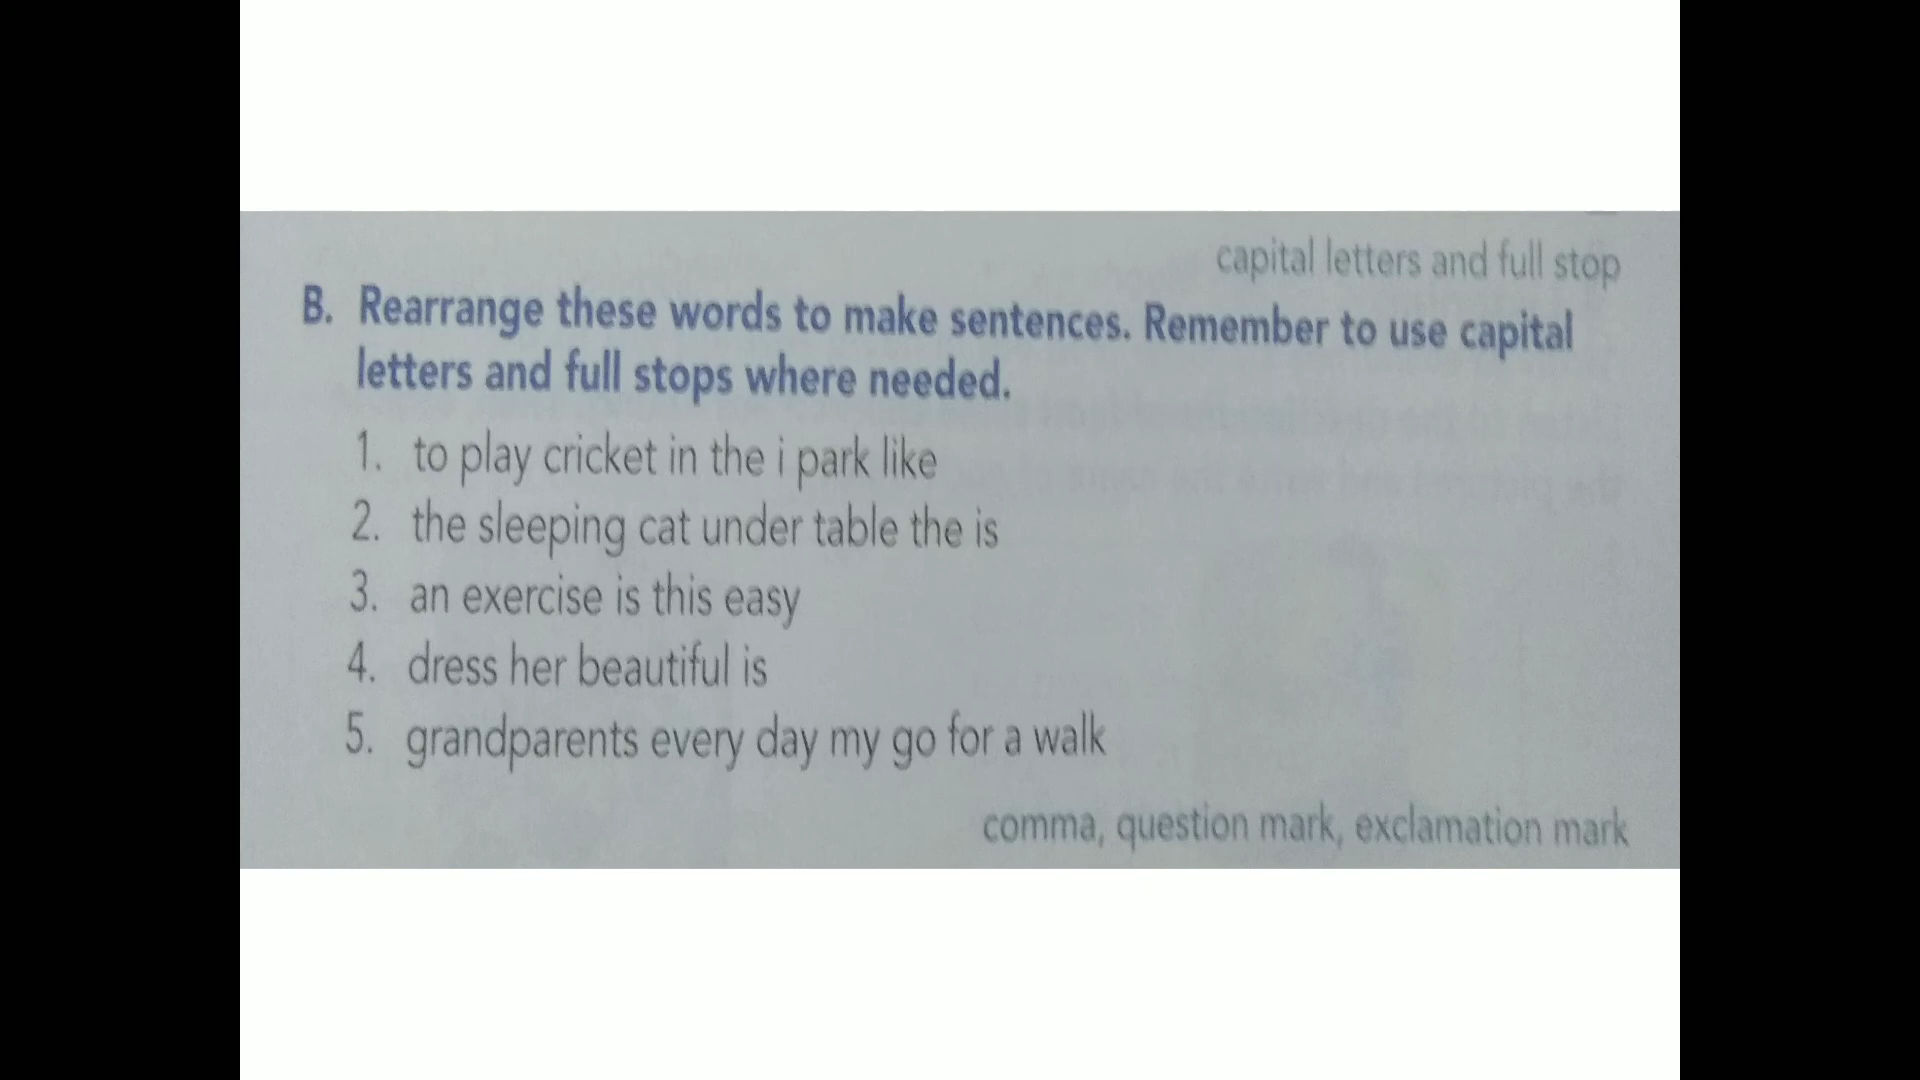 capital letters and full stop
B. Rearrange these words to make sentences. Remember to use capital
letters and full stops where needed.
1. to play cricket in the i park like
2. the sleeping cat under table the is
3. an exercise is this easy
4. dress her beautiful is
5. grandparents every day my go for a walk
comma, question mark, exclamation mark